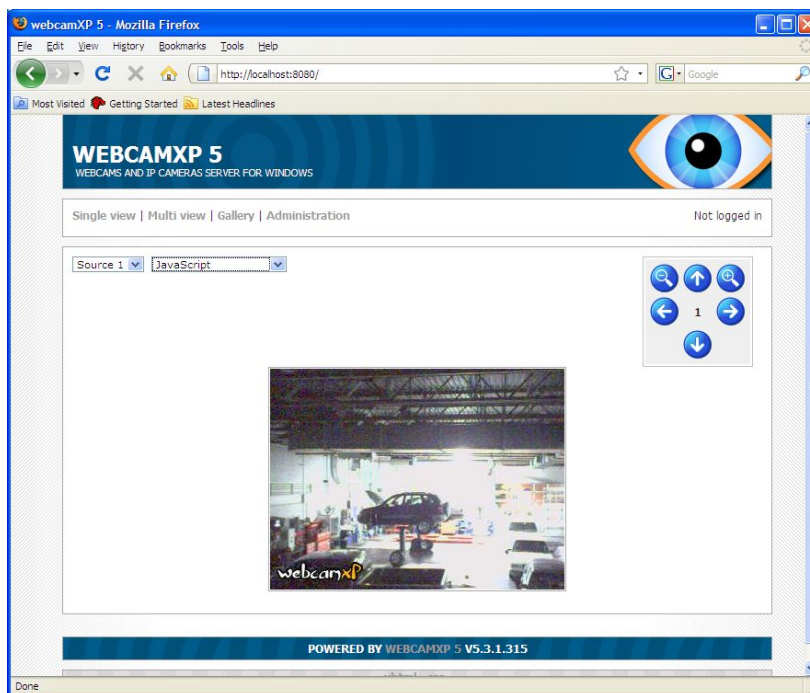 webcamXP 5 - Mozilla Firefox
File Edit View History Bookmarks Tools Help
http://localhost:8080/
G Google
Most Visited Getting Started Latest Headlines
WEBCAMXP 5
WEBCAMS AND IP CAMERAS SERVER FOR WINDOWS
Single view | Multi view | Gallery | Administration Not logged in
Source 1 JavaScript
1
webcamXP
POWERED BY WEBCAMXP 5 V5.3.1.315
Done